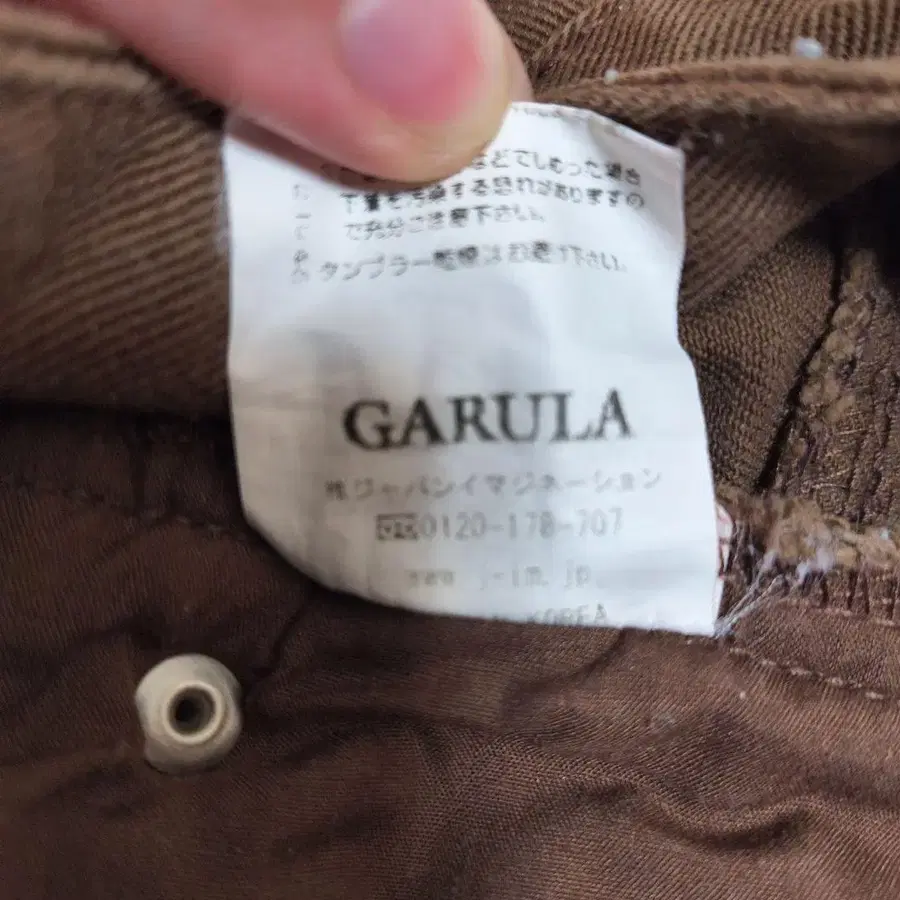 などでしめった場合
下着を汚染する恐れがありますの
で充分ご注意下さい。
タンブラー乾燥はお避け下さい。
GARULA
㈱ジャパンイマジネーション
0120-178-707
www.j-im.jp
KOREA